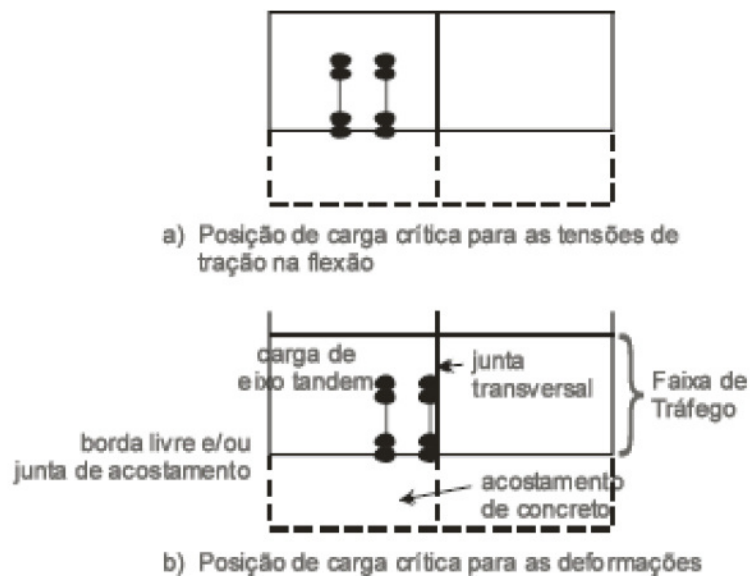 a) Posição de carga crítica para as tensões de
tração na flexão
carga de
eixo tandem
junta
transversal
Faixa de
Tráfego
borda livre e/ou
junta de acostamento
acostamento
de concreto
b) Posição de carga crítica para as deformações